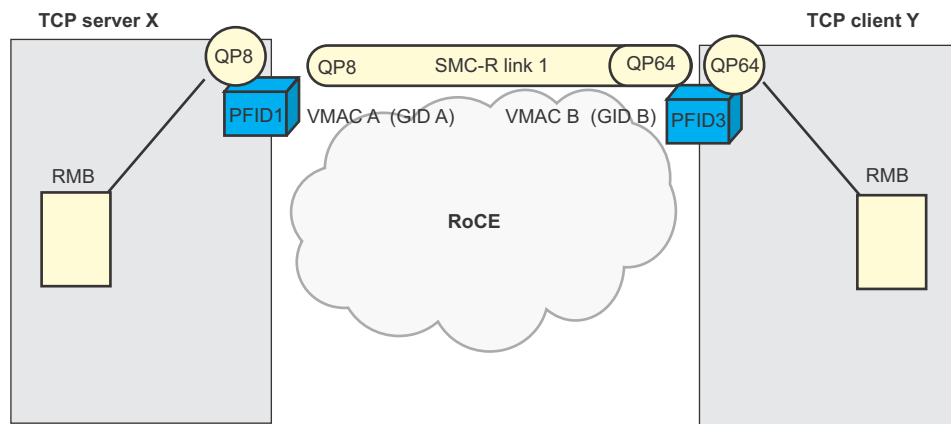 TCP server X
TCP client Y
QP8
QP8
SMC-R link 1
QP64
QP64
PFID1
VMAC A (GID A)
VMAC B (GID B)
PFID3
RMB
RMB
RoCE